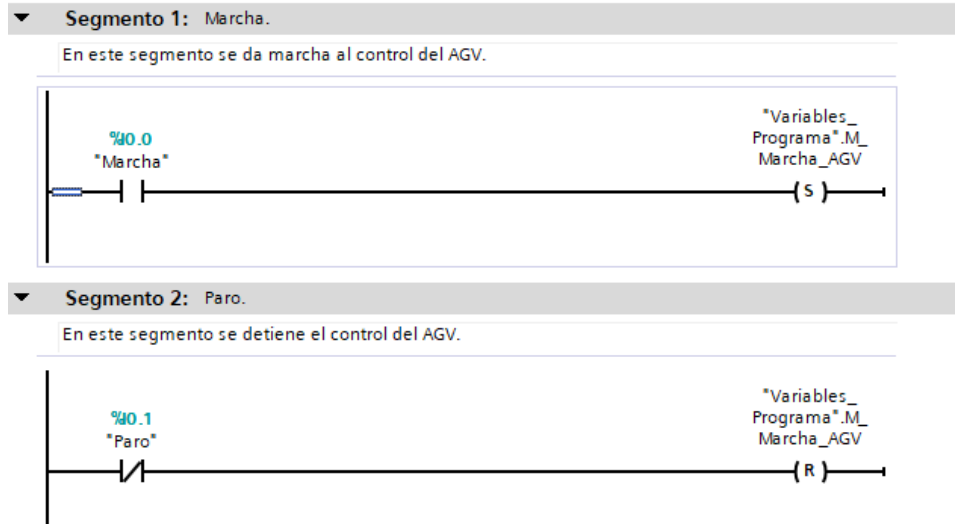 Segmento 1: Marcha.
En este segmento se da marcha al control del AGV.
%I0.0
"Marcha"
"Variables_
Programa".M_
Marcha_AGV
S
Segmento 2: Paro.
En este segmento se detiene el control del AGV.
%I0.1
"Paro"
"Variables_
Programa".M_
Marcha_AGV
R